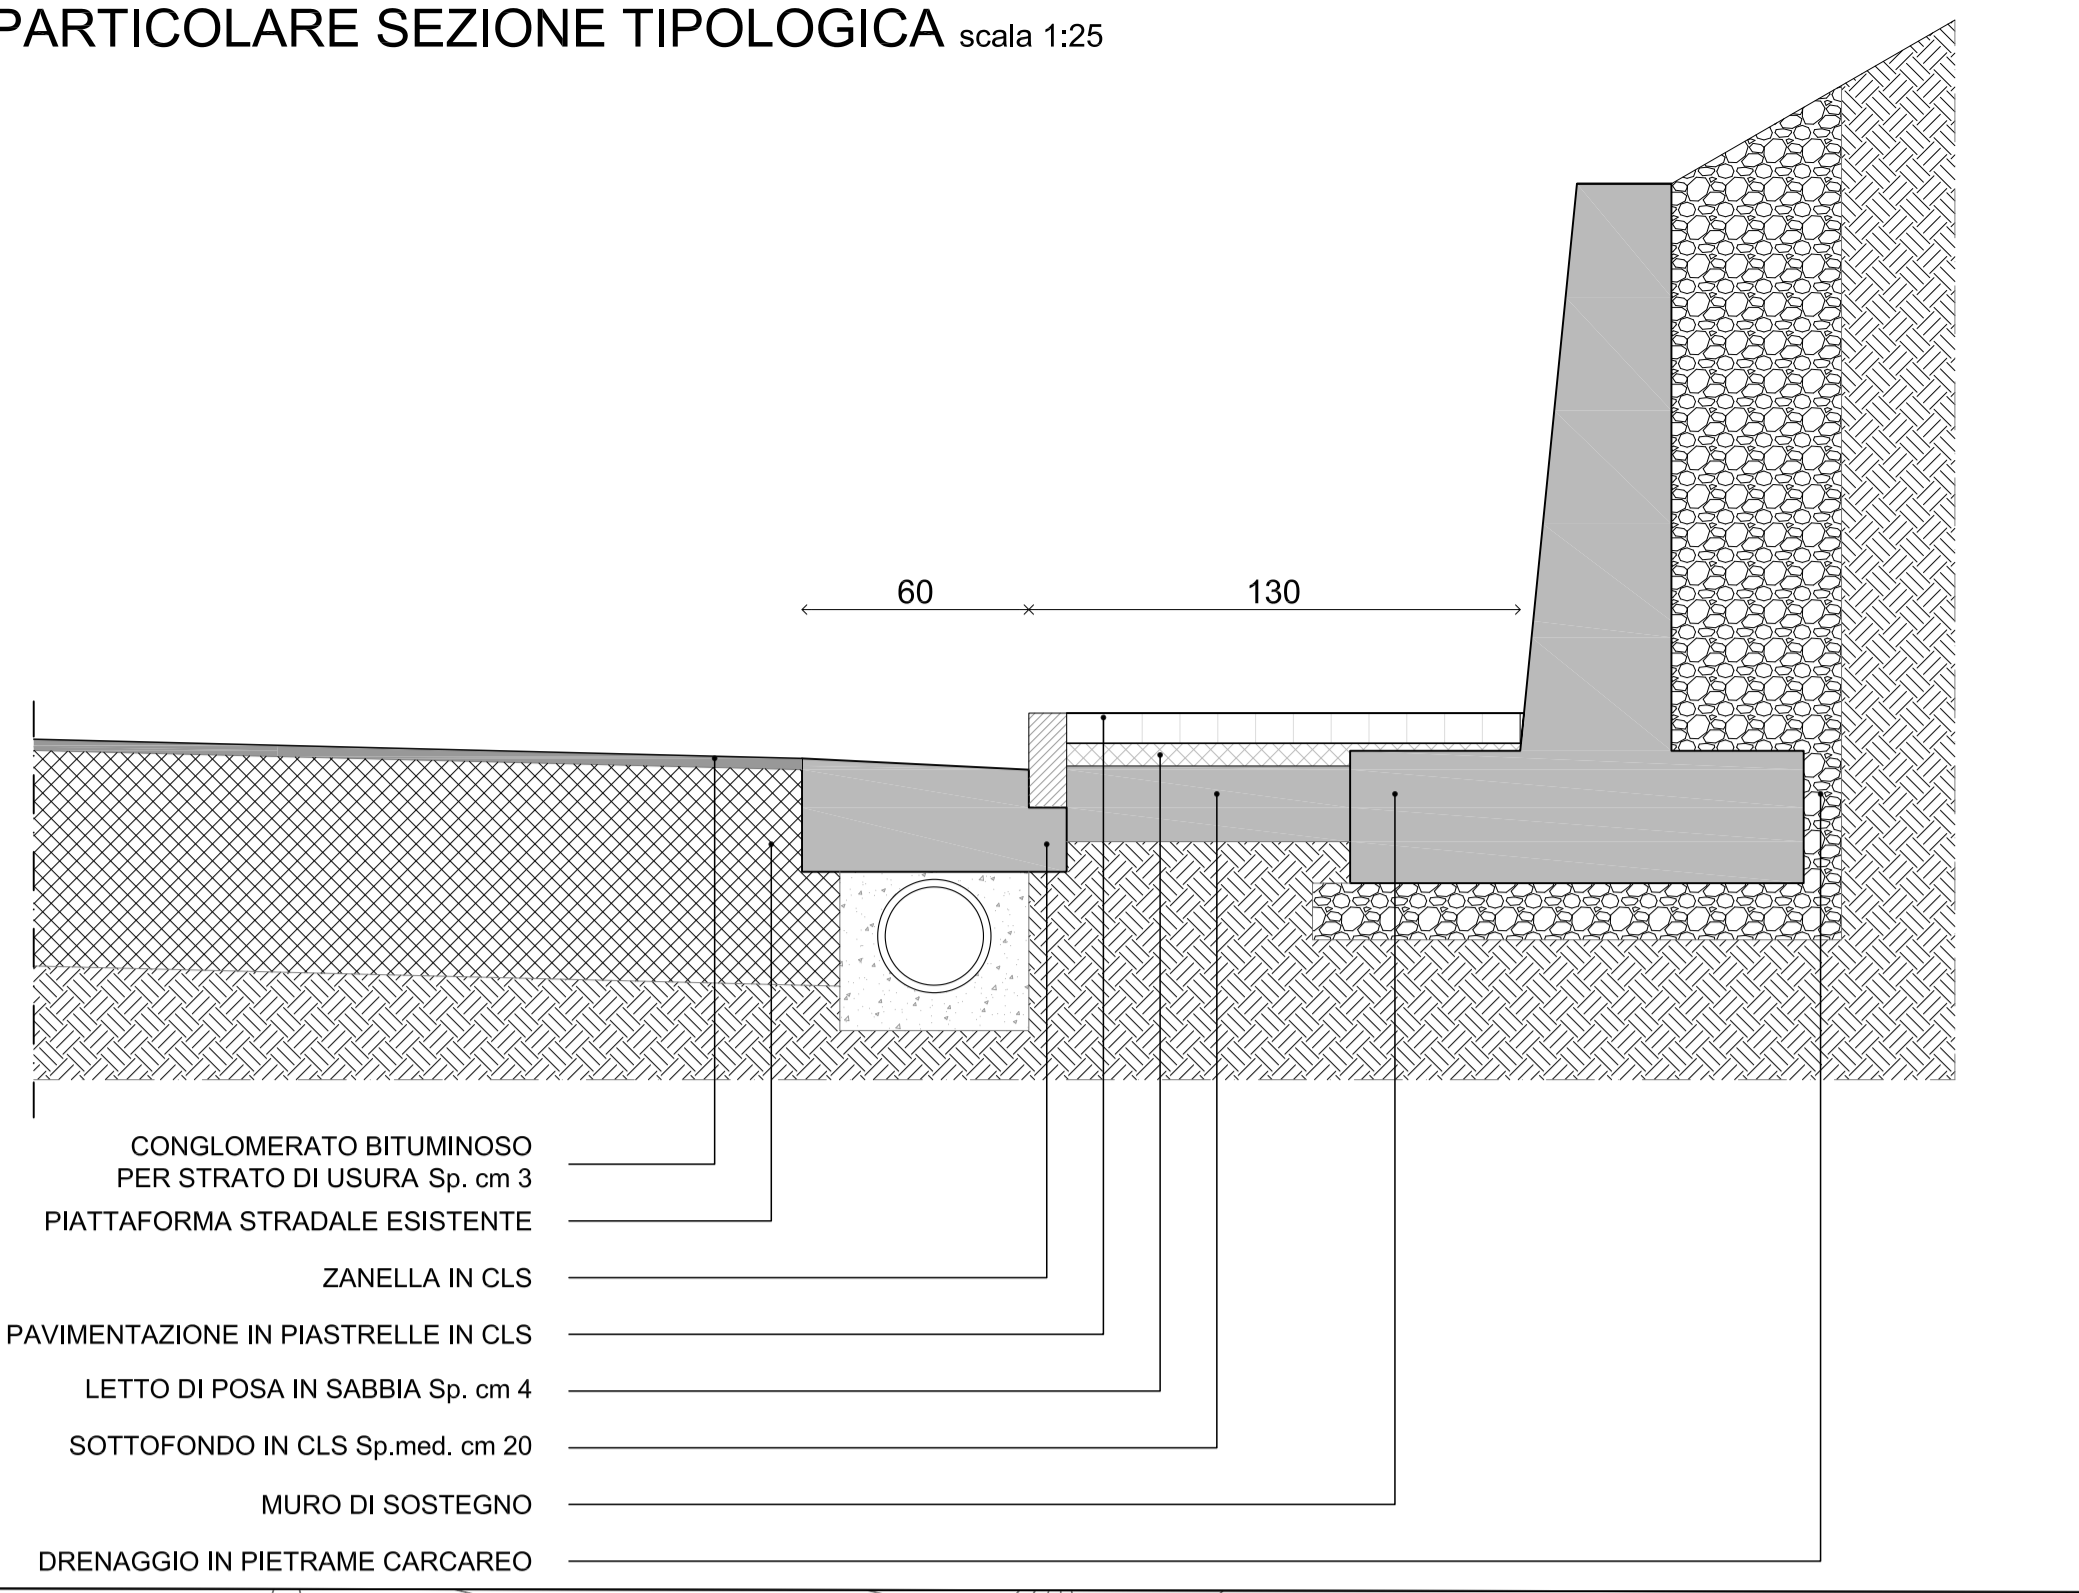 PARTICOLARE SEZIONE TIPOLOGICA scala 1:25
60
130
CONGLOMERATO BITUMINOSO
PER STRATO DI USURA Sp. cm 3
PIATTAFORMA STRADALE ESISTENTE
ZANELLA IN CLS
PAVIMENTAZIONE IN PIASTRELLE IN CLS
LETTO DI POSA IN SABBIA Sp. cm 4
SOTTOFONDO IN CLS Sp.med. cm 20
MURO DI SOSTEGNO
DRENAGGIO IN PIETRAME CARCAREO